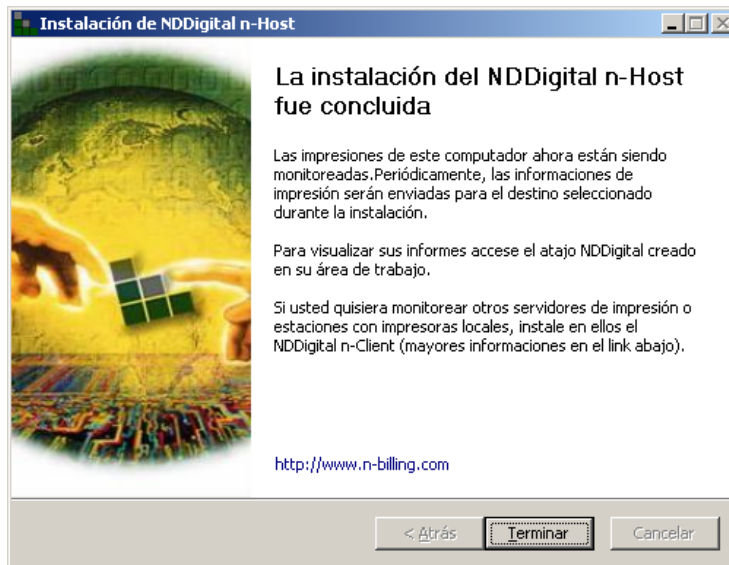 Instalación de NDDigital n-Host
La instalación del NDDigital n-Host
fue concluida
Las impresiones de este computador ahora están siendo
monitoreadas.Periódicamente, las informaciones de
impresión serán enviadas para el destino seleccionado
durante la instalación.
Para visualizar sus informes accese el atajo NDDigital creado
en su área de trabajo.
Si usted quisiera monitorear otros servidores de impresión o
estaciones con impresoras locales, instale en ellos el
NDDigital n-Client (mayores informaciones en el link abajo).
http://www.n-billing.com
< Atrás Terminar Cancelar